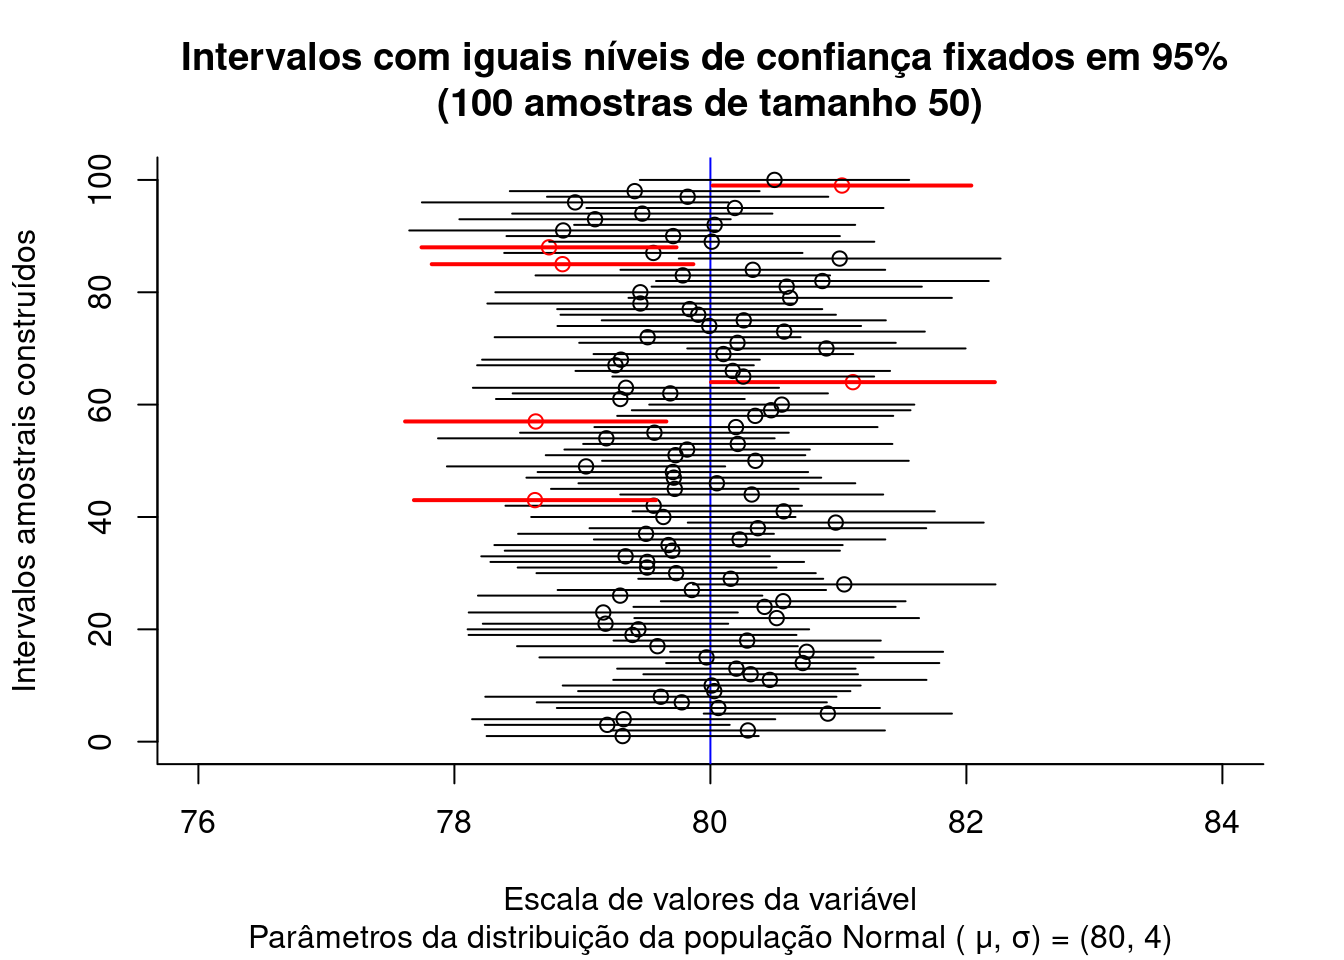 Intervalos com iguais níveis de confiança fixados em 95%
(100 amostras de tamanho 50)
Intervalos amostrais construídos
100
80
60
40
20
0
76 78 80 82 84
Escala de valores da variável
Parâmetros da distribuição da população Normal ( μ, σ) = (80, 4)